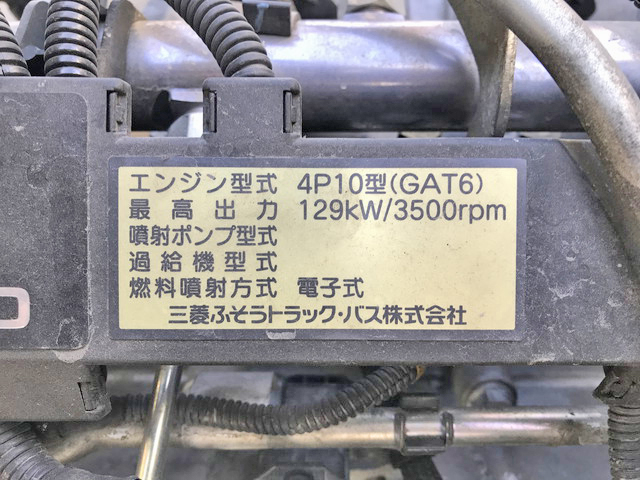 エンジン型式 4P10型(GAT6)
最高出力 129kW/3500rpm
噴射ポンプ型式
過給機型式
燃料噴射方式 電子式
三菱ふそうトラック・バス株式会社